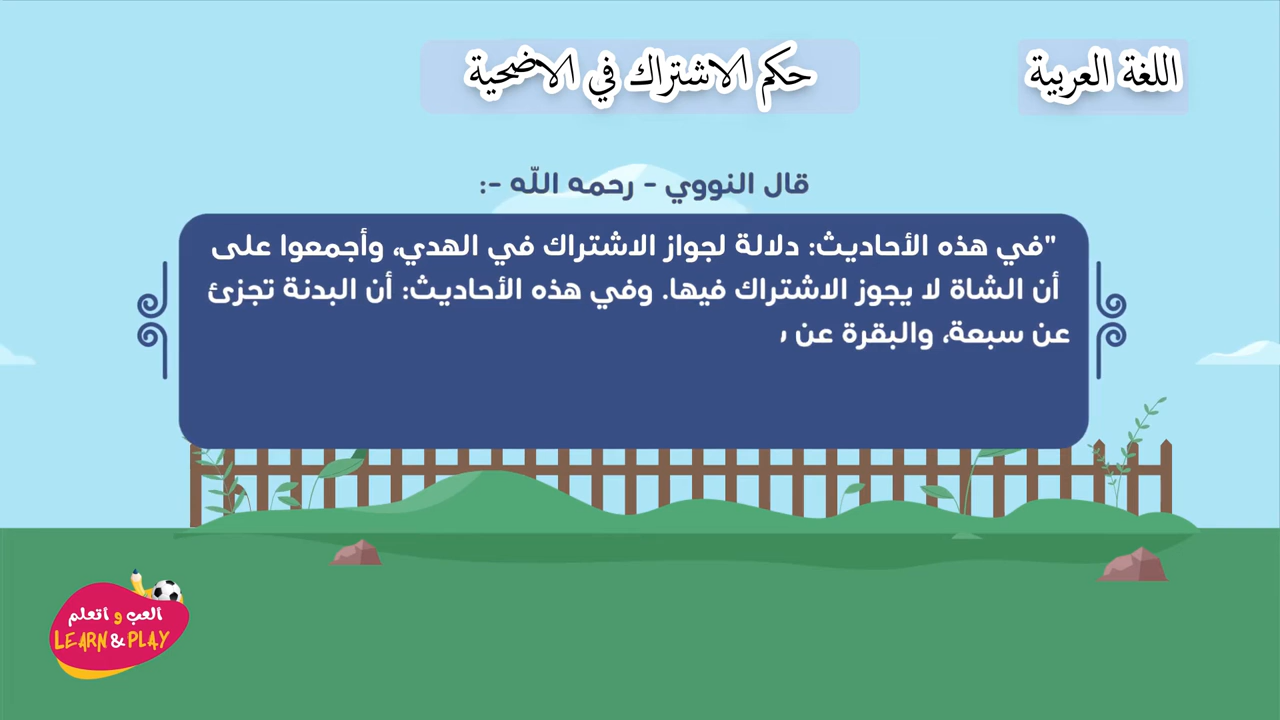 اللغة العربية
حكم الاشتراك في الاضحية
قال النووي - رحمه الله -:
"في هذه الأحاديث: دلالة لجواز الاشتراك في الهدي، وأجمعوا على
أن الشاة لا يجوز الاشتراك فيها. وفي هذه الأحاديث: أن البدنة تجزئ
عن سبعة، والبقرة عن
العب و اتعلم
LEARN & PLAY